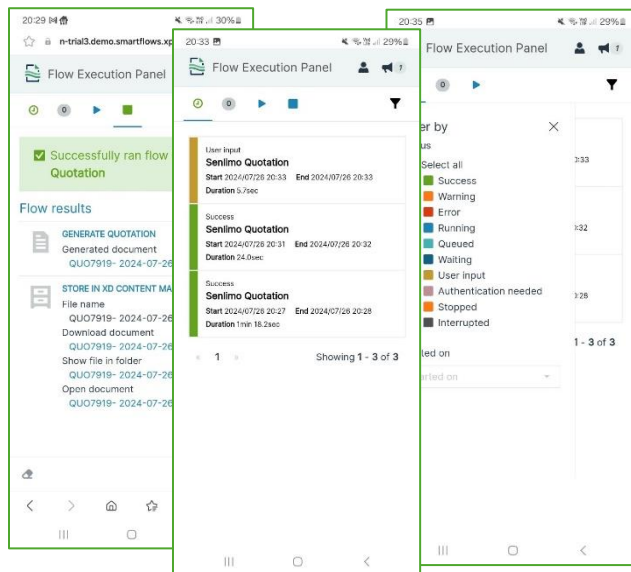 20:29
30%
n-trial3.demo.smartflows.xp
Flow Execution Panel
0
Successfully ran flow
Quotation
Flow results
GENERATE QUOTATION
Generated document
QUO7919- 2024-07-26
STORE IN XD CONTENT MA
File name
QUO7919- 2024-07-26
Download document
QUO7919- 2024-07-26
Show file in folder
QUO7919- 2024-07-26
Open document
QUO7919- 2024-07-26
20:33
29%
Flow Execution Panel
1
0
User input
Senlimo Quotation
Start 2024/07/26 20:33 End 2024/07/26 20:33
Duration 5.7sec
Success
Senlimo Quotation
Start 2024/07/26 20:31 End 2024/07/26 20:32
Duration 24.0sec
Success
Senlimo Quotation
Start 2024/07/26 20:27 End 2024/07/26 20:28
Duration 1min 18.2sec
1
Showing 1 - 3 of 3
20:35
29%
Flow Execution Panel
1
0
er by
us
Select all
Success
Warning
Error
Running
Queued
Waiting
User input
Authentication needed
Stopped
Interrupted
ted on
arted on
0:33
0:32
0:28
1 - 3 of 3